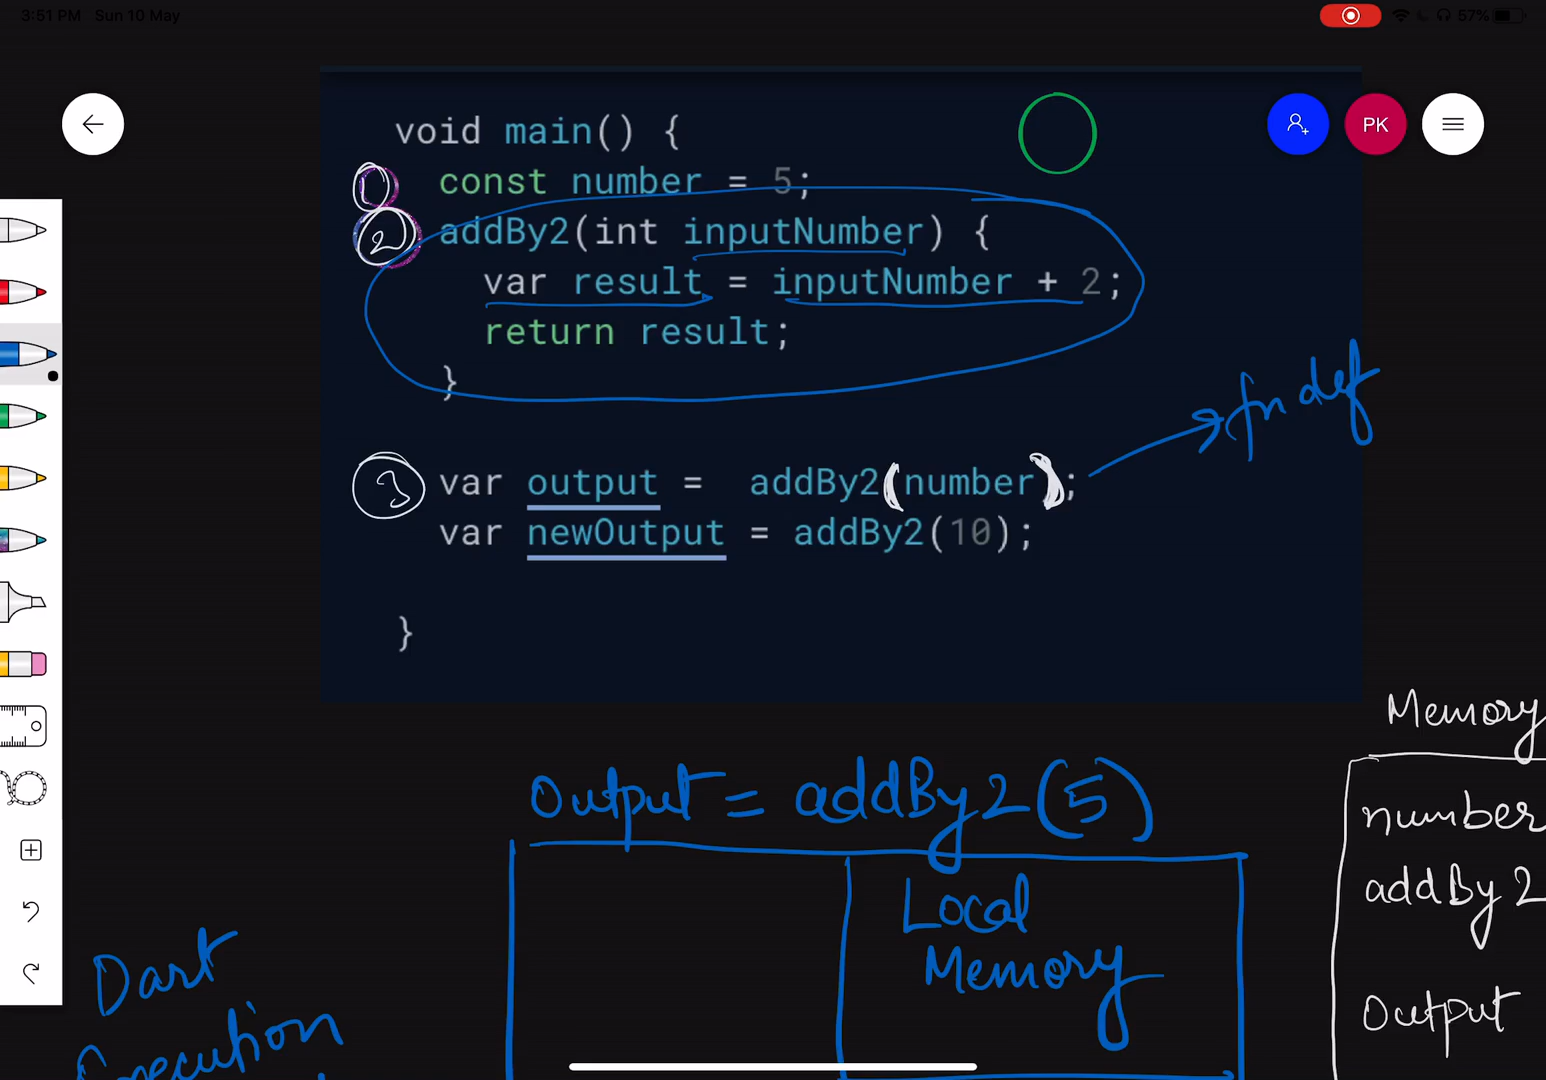 3:51 PM Sun 10 May
57%
PK
void main() {
1 const number = 5;
2 addBy2(int inputNumber) {
var result = inputNumber + 2;
return result;
}
fn def
3 var output = addBy2(number);
var newOutput = addBy2(10);
}
Memory
Output = addBy2(5)
number
addBy2
Local
Memory
Output
Dart
Execution